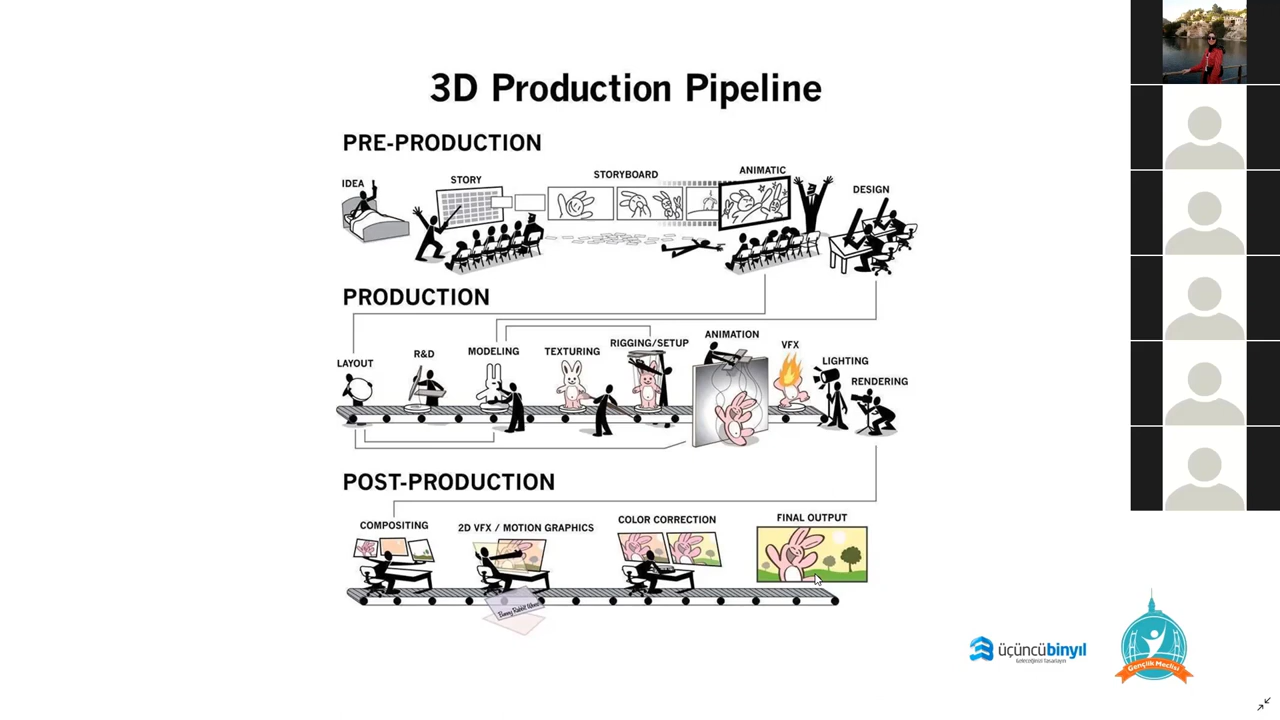 3D Production Pipeline
PRE-PRODUCTION
IDEA
STORY
STORYBOARD
ANIMATIC
DESIGN
PRODUCTION
LAYOUT
R&D
MODELING
TEXTURING
RIGGING/SETUP
ANIMATION
VFX
LIGHTING
RENDERING
POST-PRODUCTION
COMPOSITING
2D VFX / MOTION GRAPHICS
COLOR CORRECTION
FINAL OUTPUT
üçüncübinyıl
Gençlik Meclisi